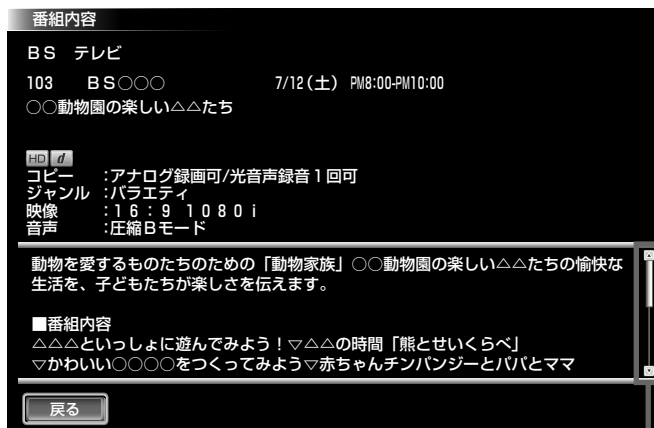 番組内容
BS テレビ
103 BS○○○ 7/12(土) PM8:00-PM10:00
○○動物園の楽しい△△たち
HD d
コピー :アナログ録画可/光音声録音1回可
ジャンル :バラエティ
映像 :16:9 1080i
音声 :圧縮Bモード
動物を愛するものたちのための「動物家族」○○動物園の楽しい△△たちの愉快な
生活を、子どもたちが楽しさを伝えます。
■番組内容
△△△といっしょに遊んでみよう!▽△△の時間「熊とせいくらべ」
▽かわいい○○○○をつくってみよう▽赤ちゃんチンパンジーとパパとママ
戻る